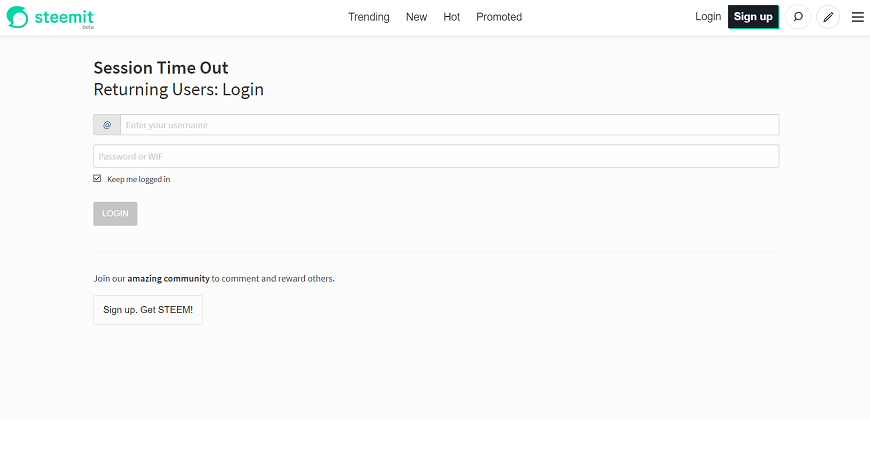 steemit
beta
Trending New Hot Promoted
Login Sign up
Session Time Out
Returning Users: Login
@ Enter your username
Password or WIF
Keep me logged in
LOGIN
Join our amazing community to comment and reward others.
Sign up. Get STEEM!